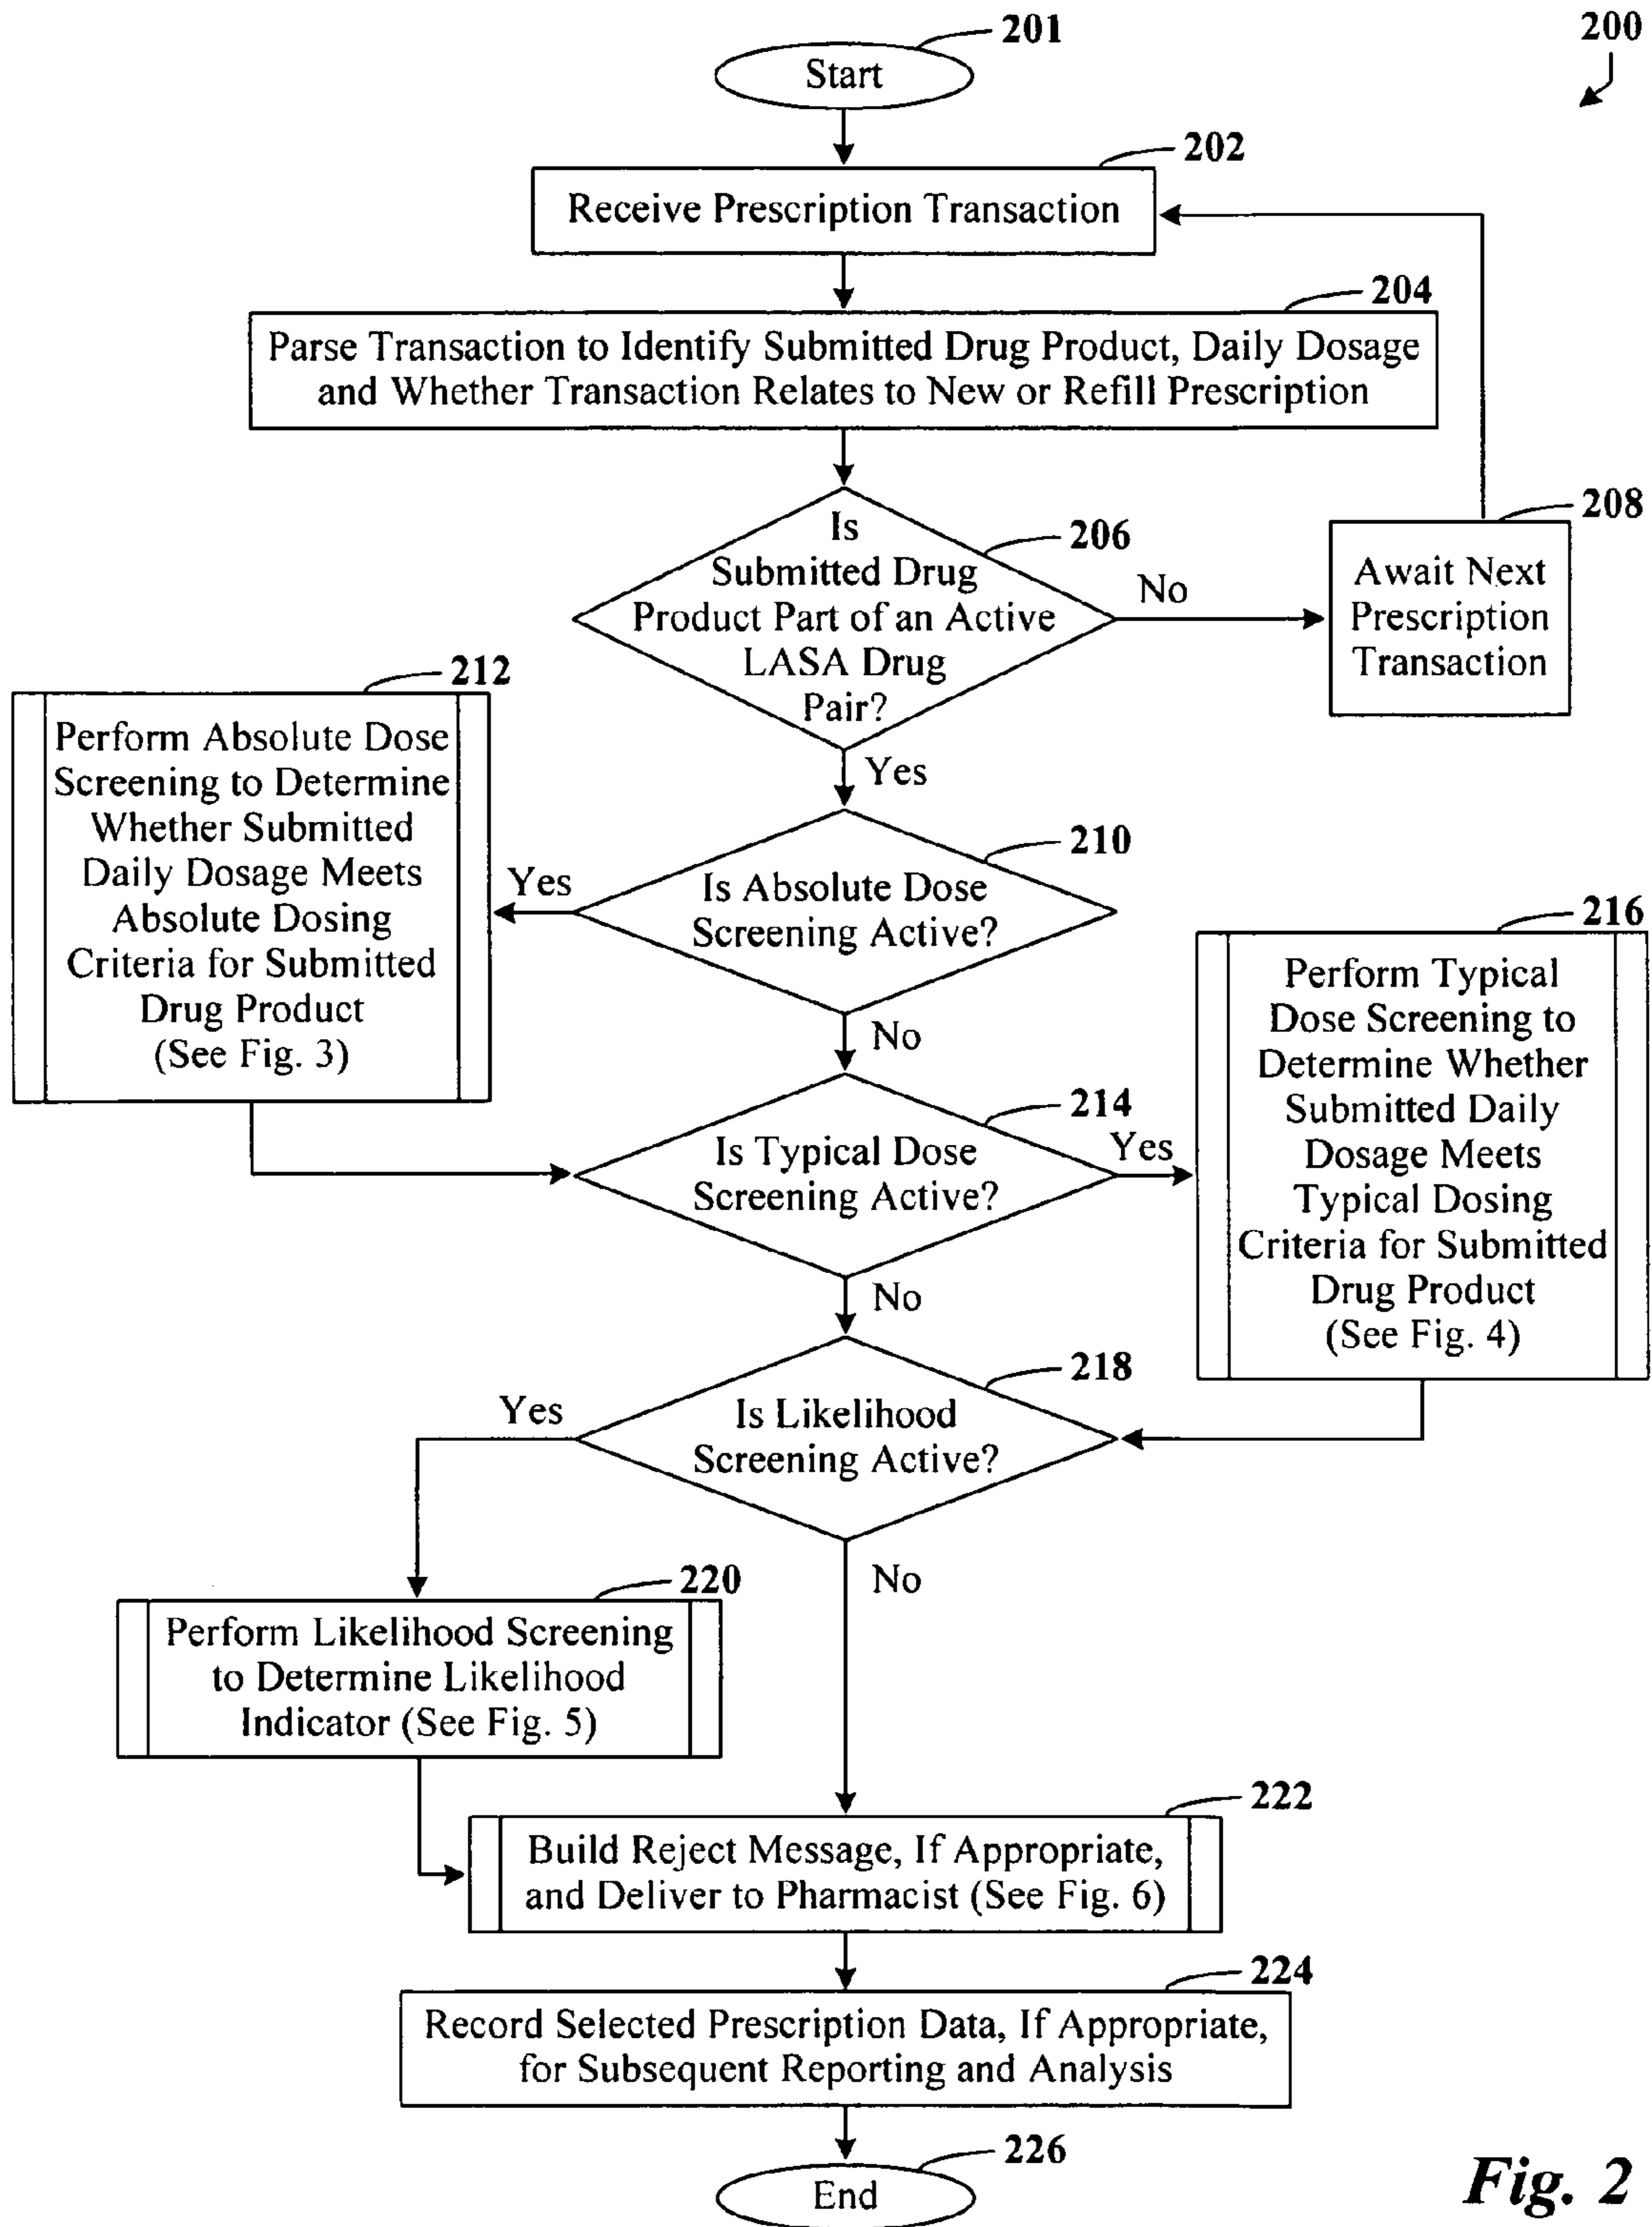 200
201
Start
202
Receive Prescription Transaction
204
Parse Transaction to Identify Submitted Drug Product, Daily Dosage
and Whether Transaction Relates to New or Refill Prescription
206
Is
Submitted Drug
Product Part of an Active
LASA Drug
Pair?
No
208
Await Next
Prescription
Transaction
Yes
210
Is Absolute Dose
Screening Active?
Yes
212
Perform Absolute Dose
Screening to Determine
Whether Submitted
Daily Dosage Meets
Absolute Dosing
Criteria for Submitted
Drug Product
(See Fig. 3)
No
214
Is Typical Dose
Screening Active?
Yes
216
Perform Typical
Dose Screening to
Determine Whether
Submitted Daily
Dosage Meets
Typical Dosing
Criteria for Submitted
Drug Product
(See Fig. 4)
No
218
Is Likelihood
Screening Active?
Yes
220
Perform Likelihood Screening
to Determine Likelihood
Indicator (See Fig. 5)
No
222
Build Reject Message, If Appropriate,
and Deliver to Pharmacist (See Fig. 6)
224
Record Selected Prescription Data, If Appropriate,
for Subsequent Reporting and Analysis
226
End
Fig. 2